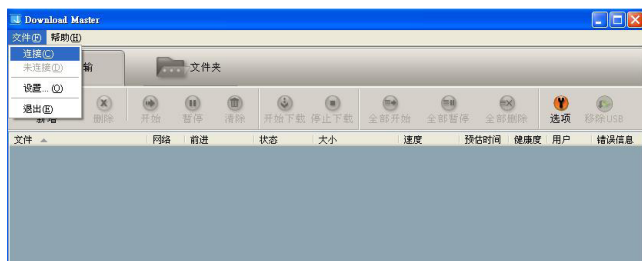 Download Master
文件(F) 帮助(H)
连接(C)
未连接(D)
设置... (O)
退出(E)
输 文件夹
新增 删除 开始 暂停 清除 开始下载 停止下载 全部开始 全部暂停 全部删除 选项 移除USB
文件 网络 前进 状态 大小 速度 预估时间 健康度 用户 错误信息